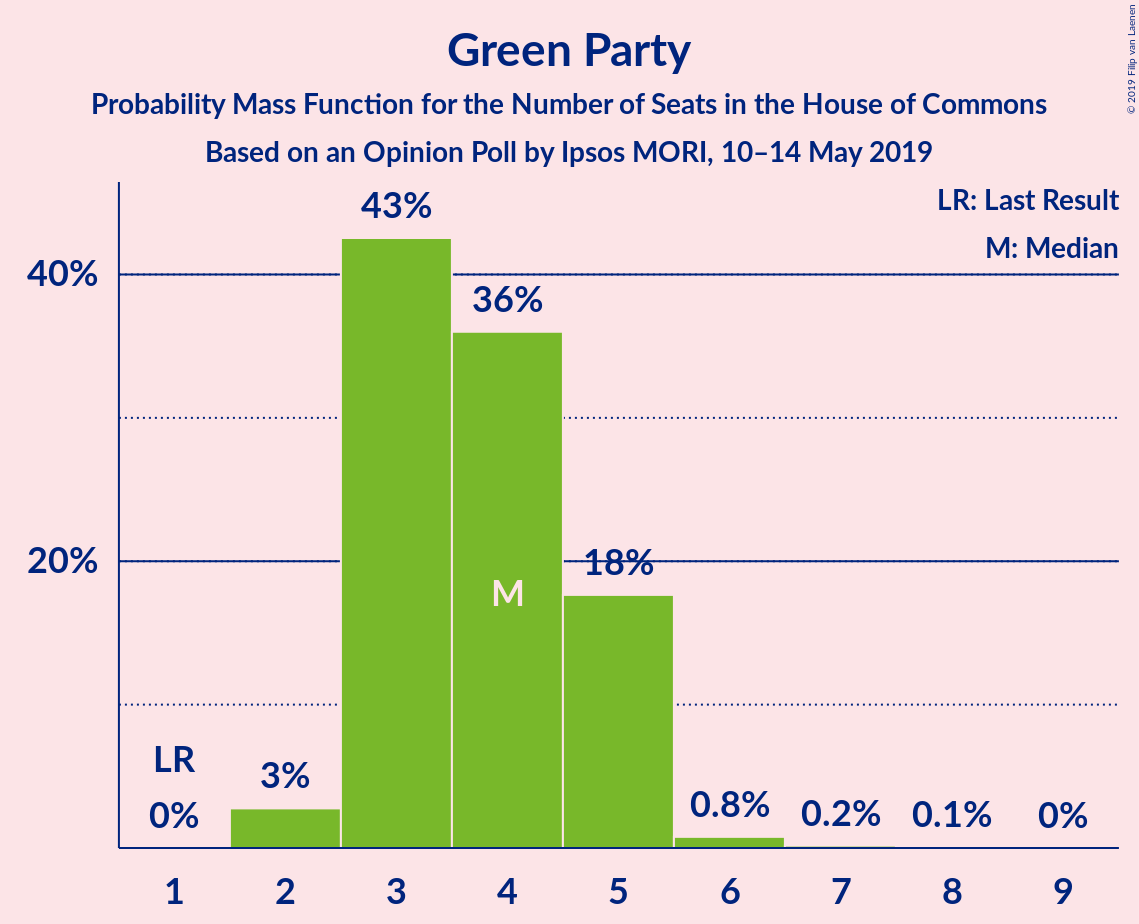 Green Party
Probability Mass Function for the Number of Seats in the House of Commons
Based on an Opinion Poll by Ipsos MORI, 10–14 May 2019
© 2019 Filip van Laenen
LR: Last Result
M: Median
40%
20%
LR
0%
3%
43%
36%
M
18%
0.8%
0.2%
0.1%
0%
1 2 3 4 5 6 7 8 9